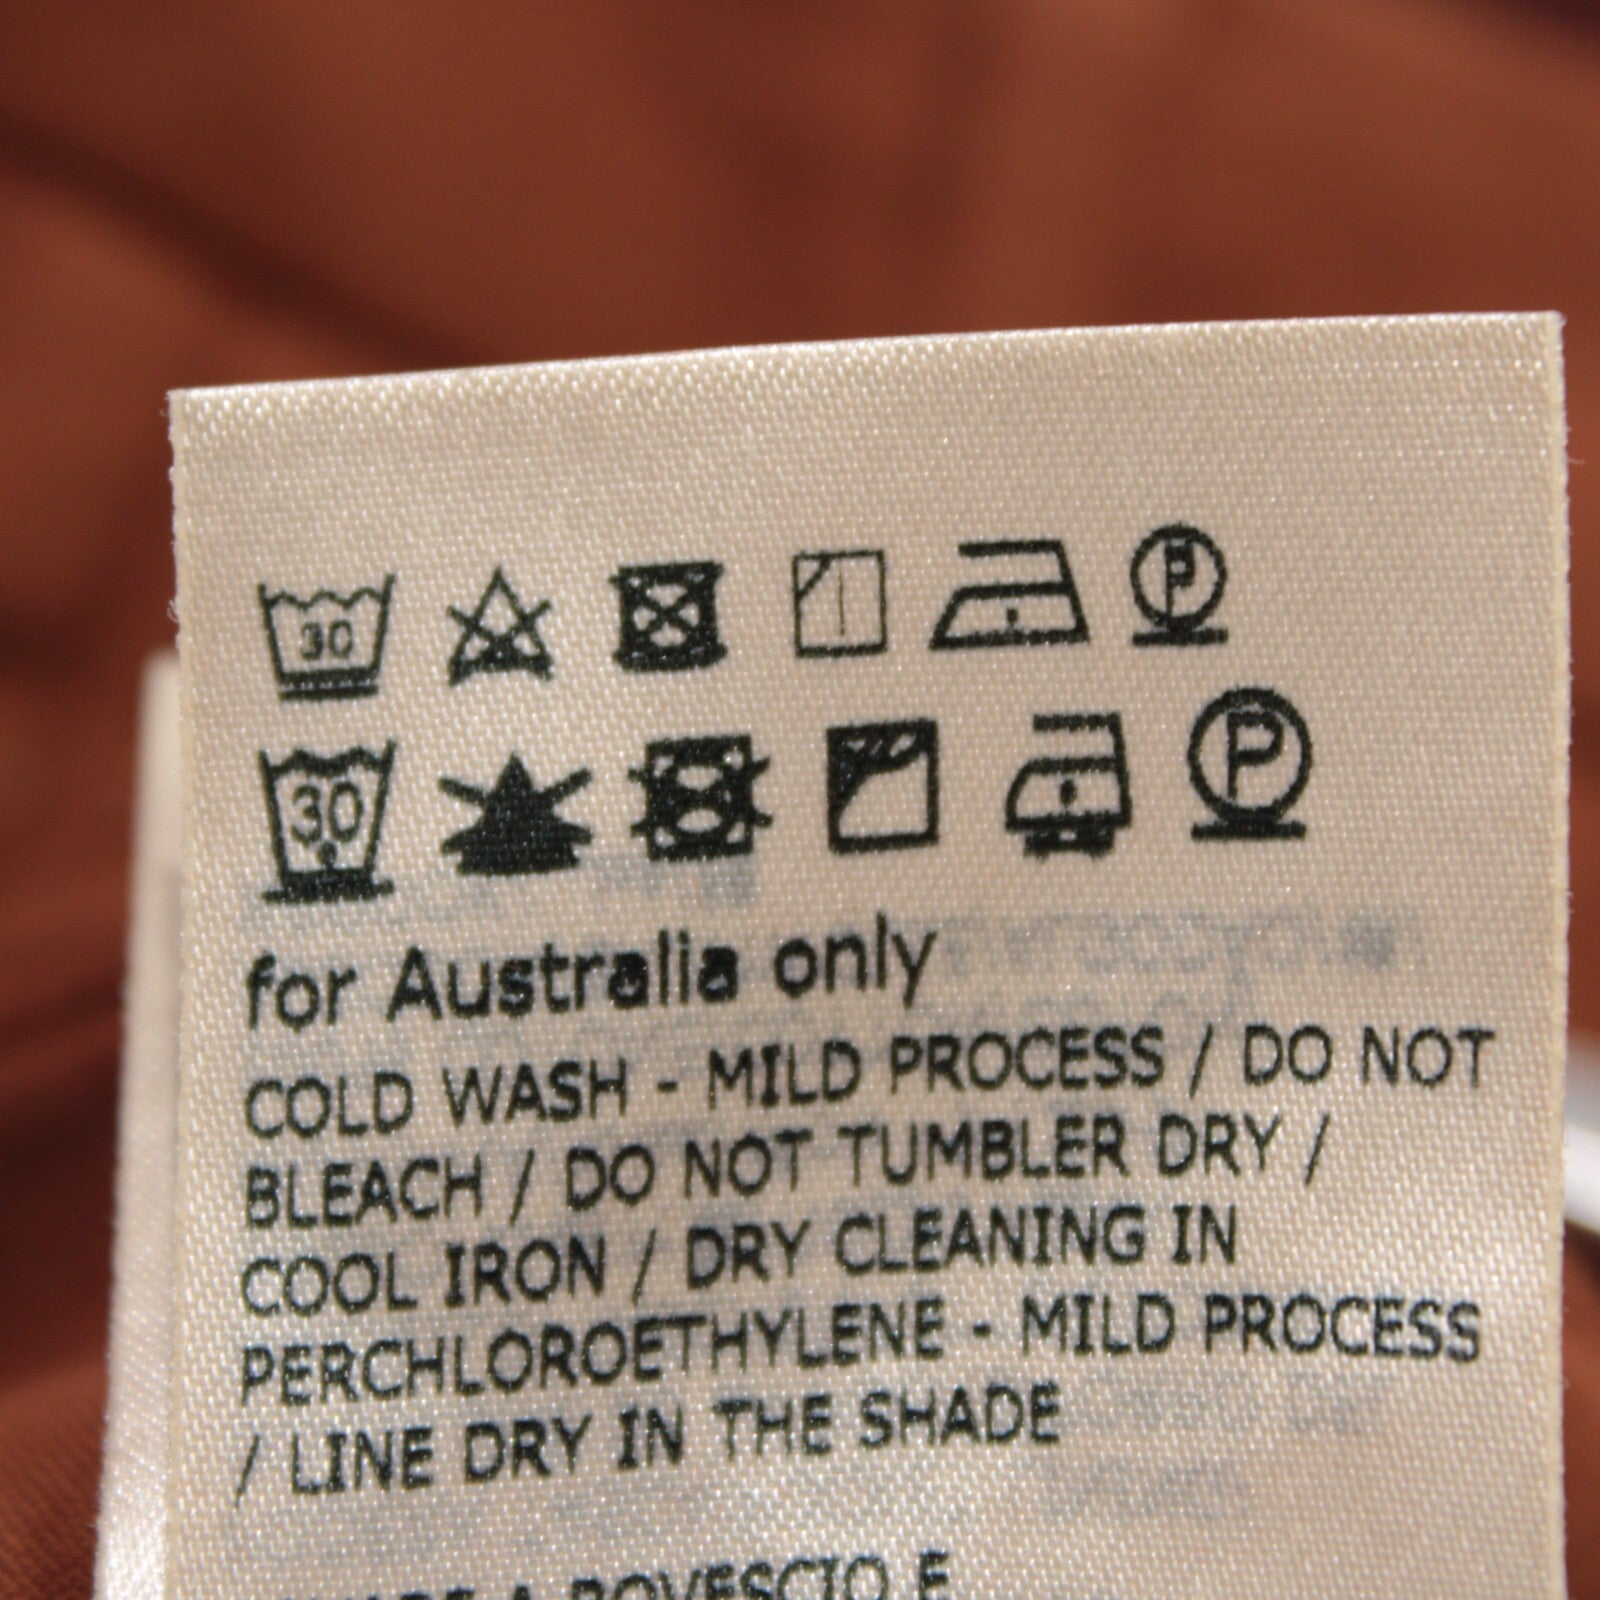 30 P
30 P
for Australia only
COLD WASH - MILD PROCESS / DO NOT
BLEACH / DO NOT TUMBLER DRY /
COOL IRON / DRY CLEANING IN
PERCHLOROETHYLENE - MILD PROCESS
/ LINE DRY IN THE SHADE
A ROVESCIO E